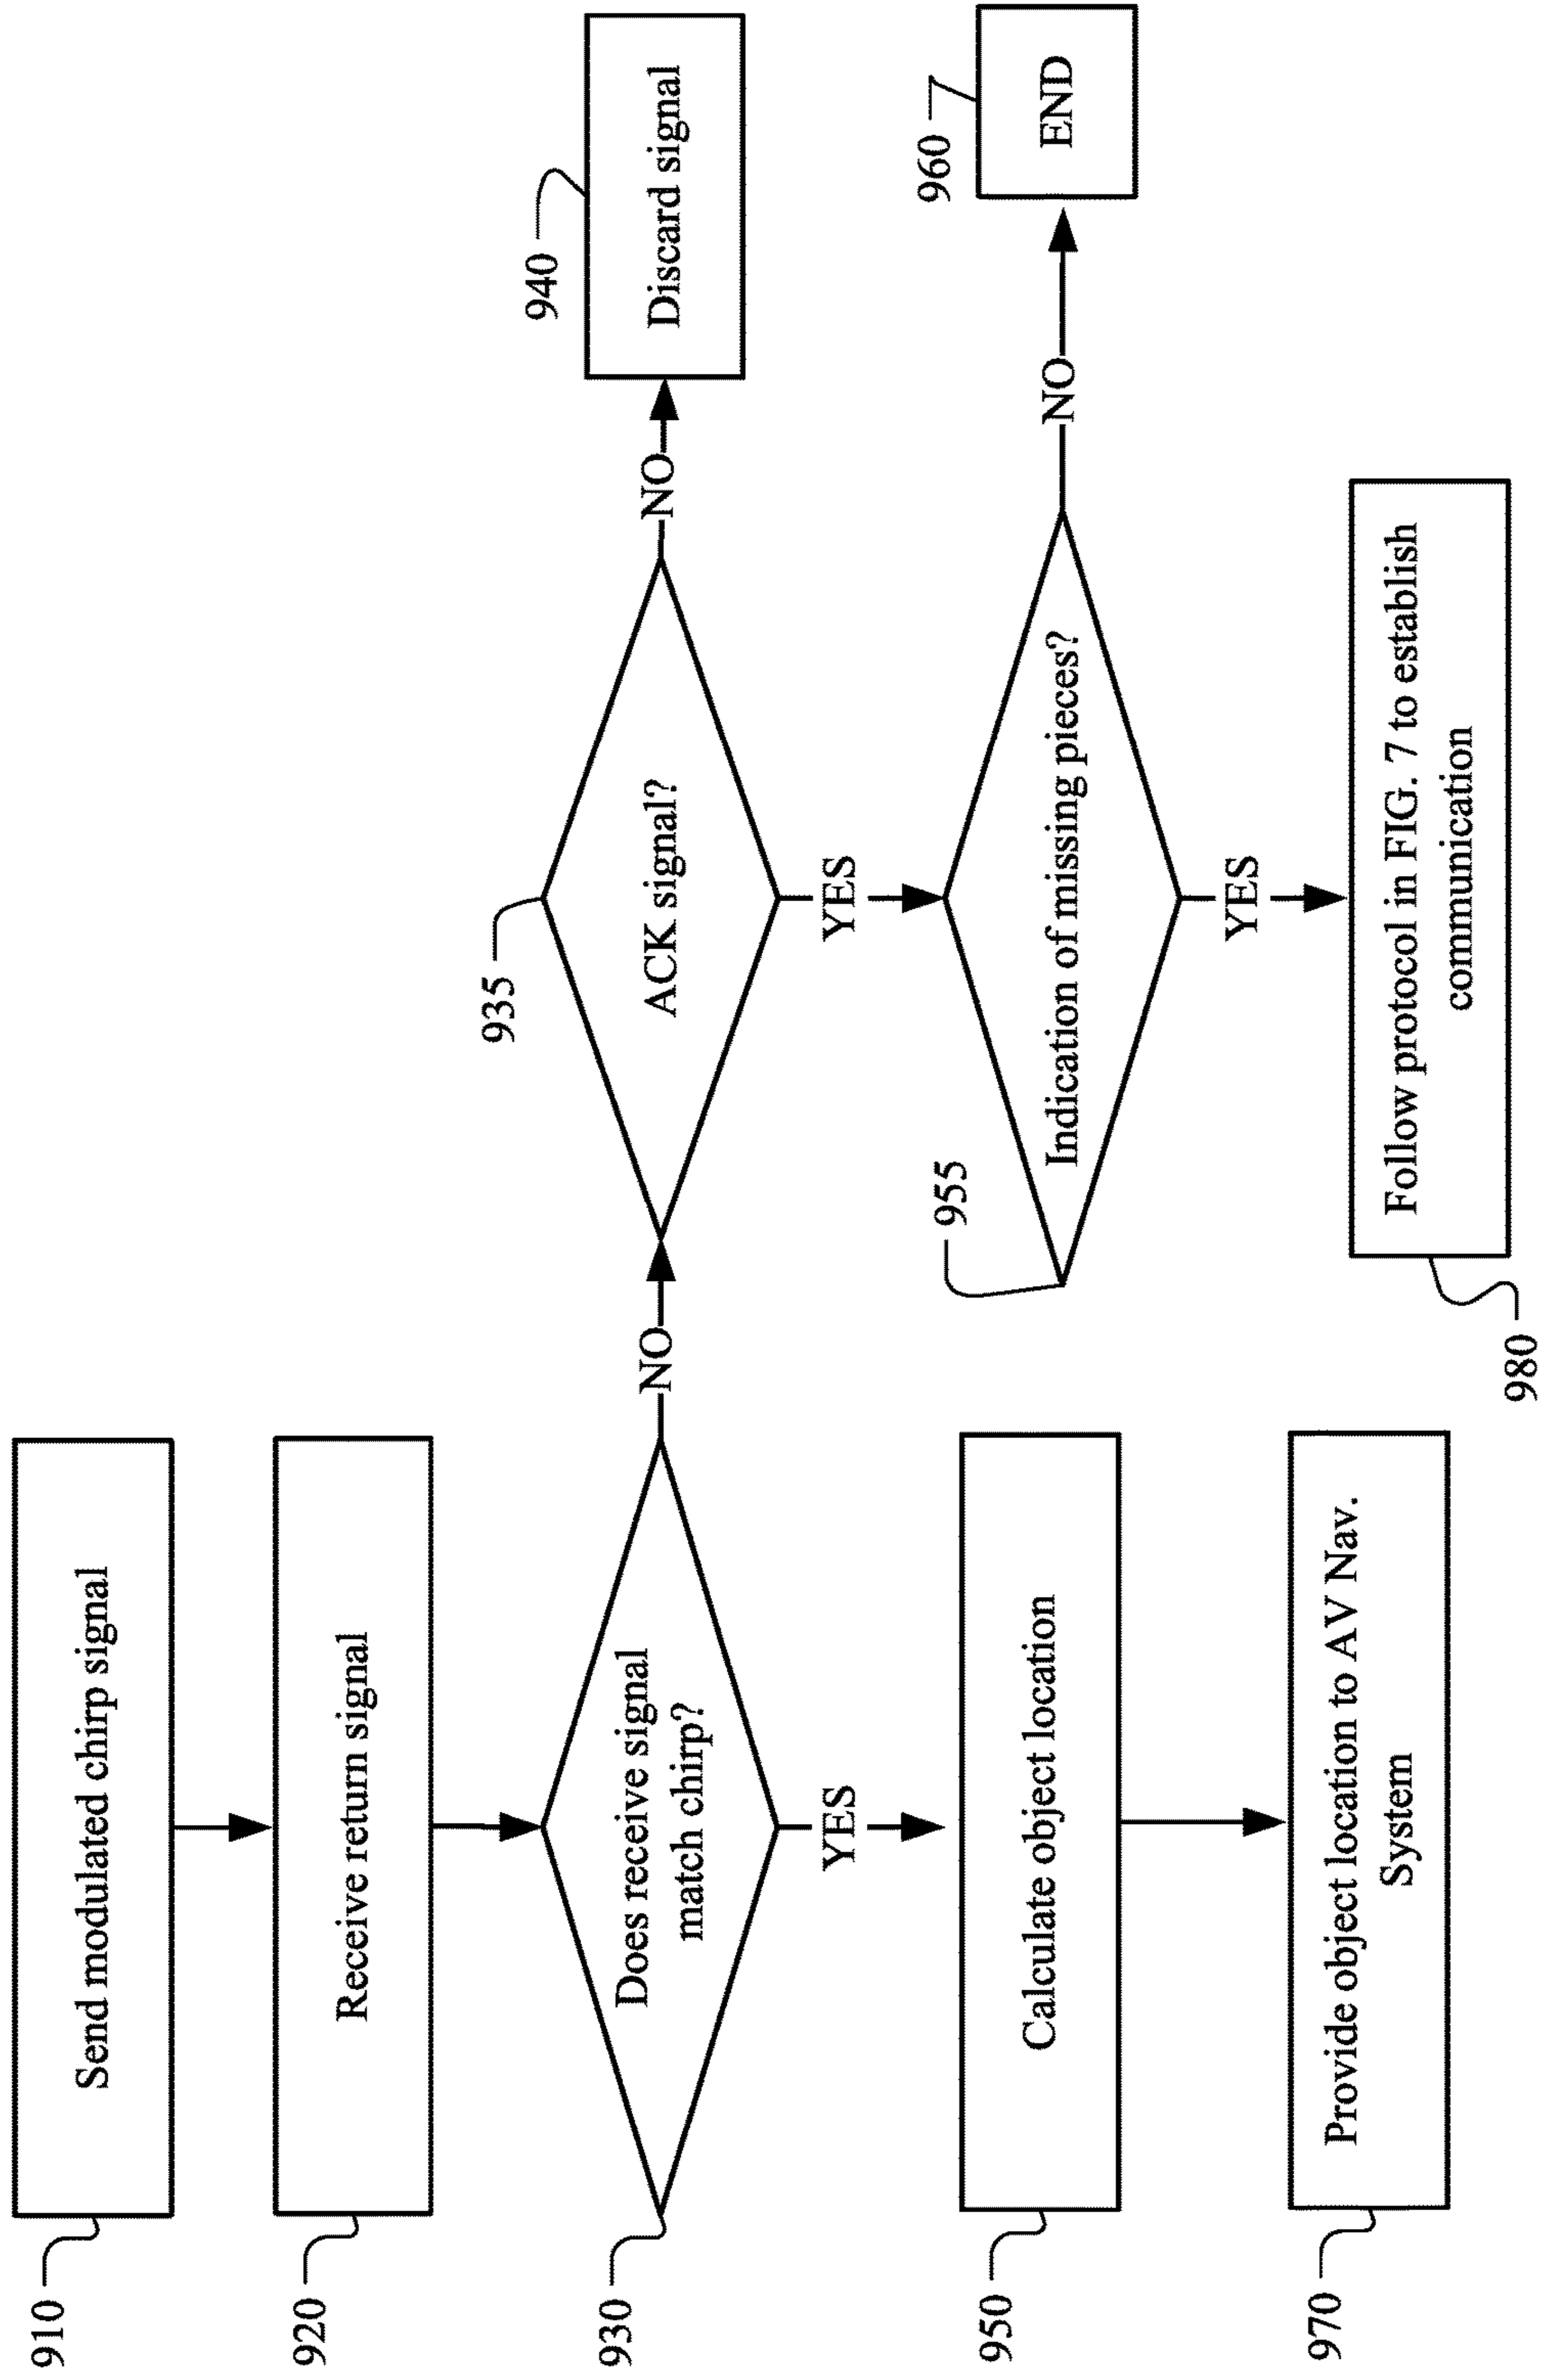 910
Send modulated chirp signal
920
Receive return signal
930
Does receive signal
match chirp?
NO
935
ACK signal?
NO
940
Discard signal
YES
YES
950
Calculate object location
955
Indication of missing pieces?
NO
960
END
YES
970
Provide object location to AV Nav.
System
980
Follow protocol in FIG. 7 to establish
communication